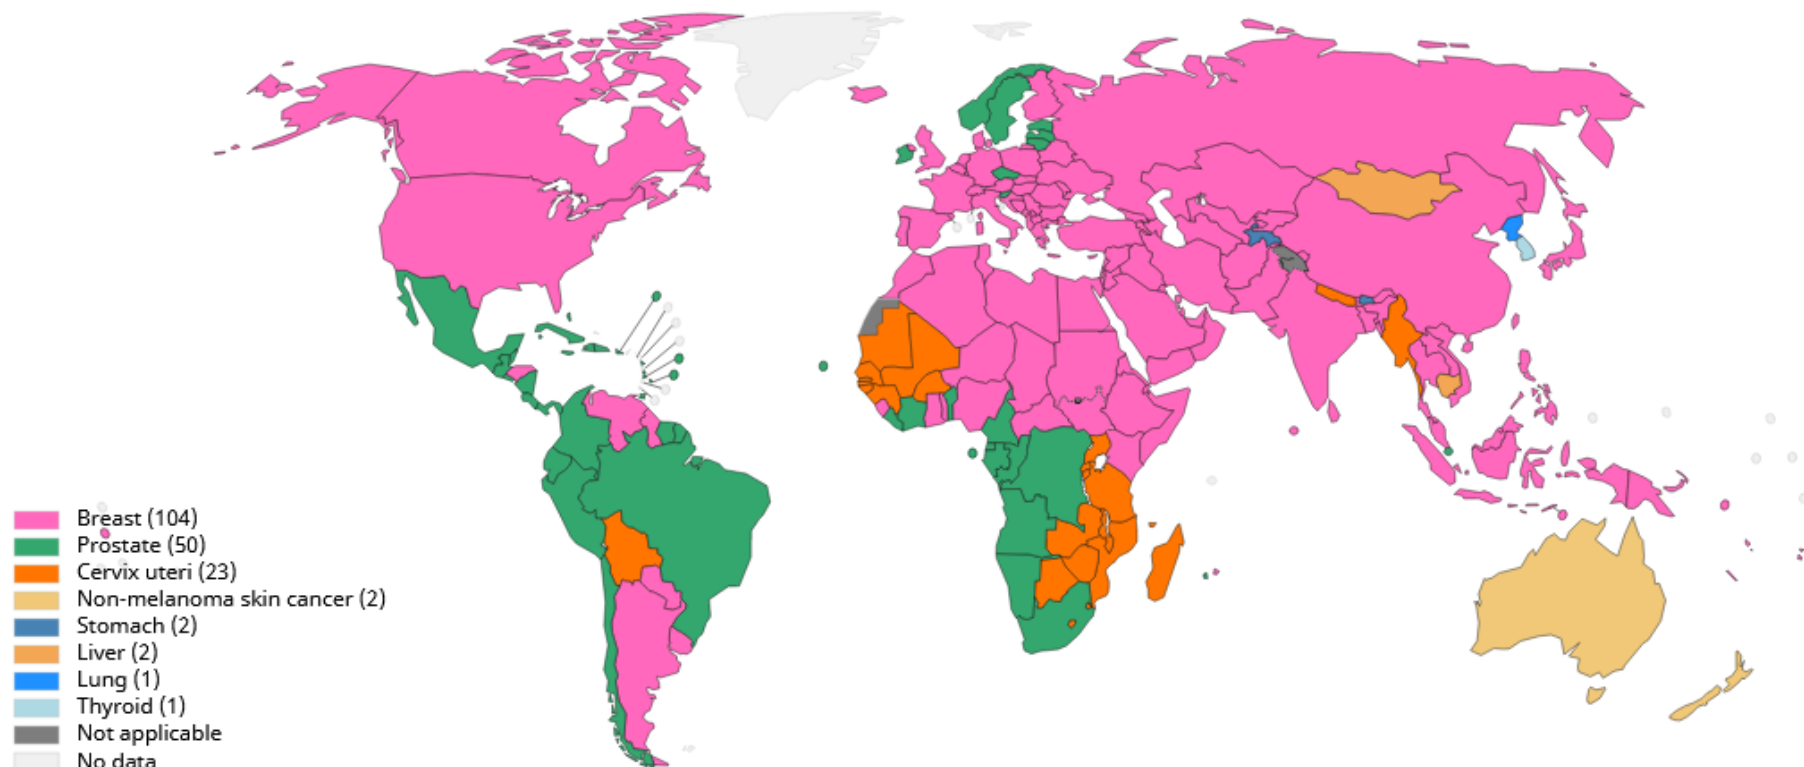 Breast (104)
Prostate (50)
Cervix uteri (23)
Non-melanoma skin cancer (2)
Stomach (2)
Liver (2)
Lung (1)
Thyroid (1)
Not applicable
No data